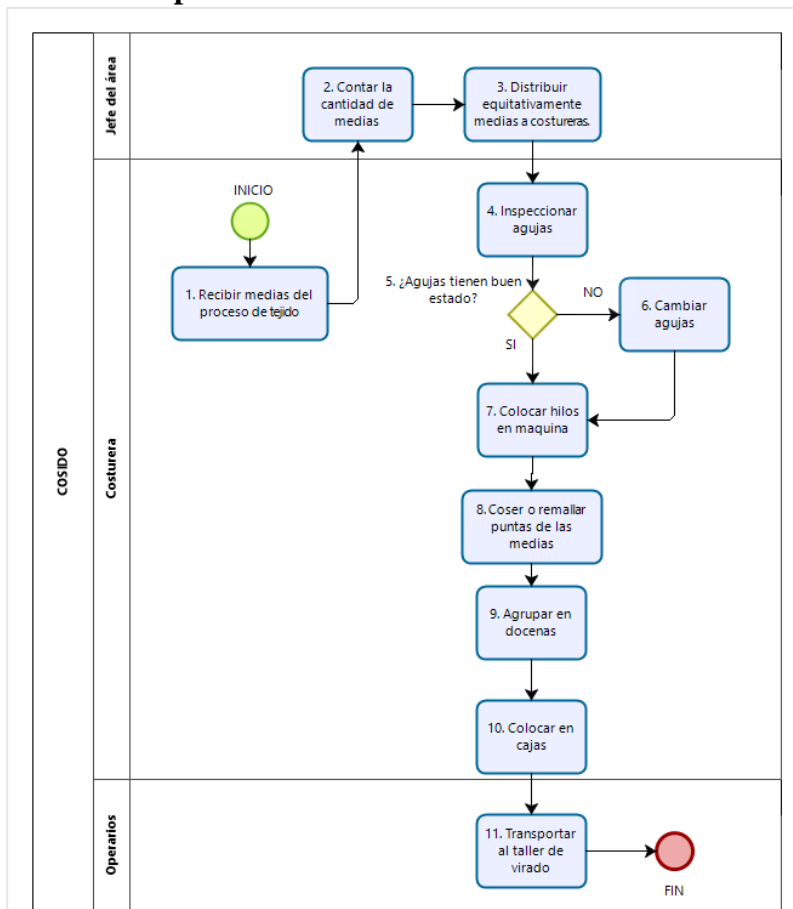 COSIDO
Jefe del área
2. Contar la
cantidad de
medias
3. Distribuir
equitativamente
medias a costureras.
Costurera
INICIO
1. Recibir medias del
proceso de tejido
4. Inspeccionar
agujas
5. ¿Agujas tienen buen
estado?
NO
6. Cambiar
agujas
SI
7. Colocar hilos
en maquina
8. Coser o remallar
puntas de las
medias
9. Agrupar en
docenas
10. Colocar en
cajas
Operarios
11. Transportar
al taller de
virado
FIN